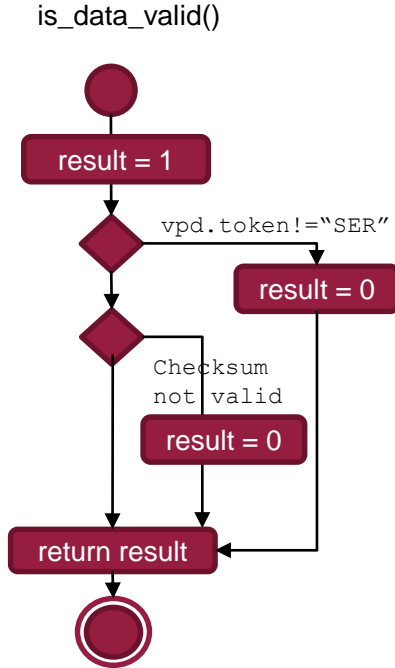 is_data_valid()
result = 1
vpd.token!=“SER”
result = 0
Checksum
not valid
result = 0
return result